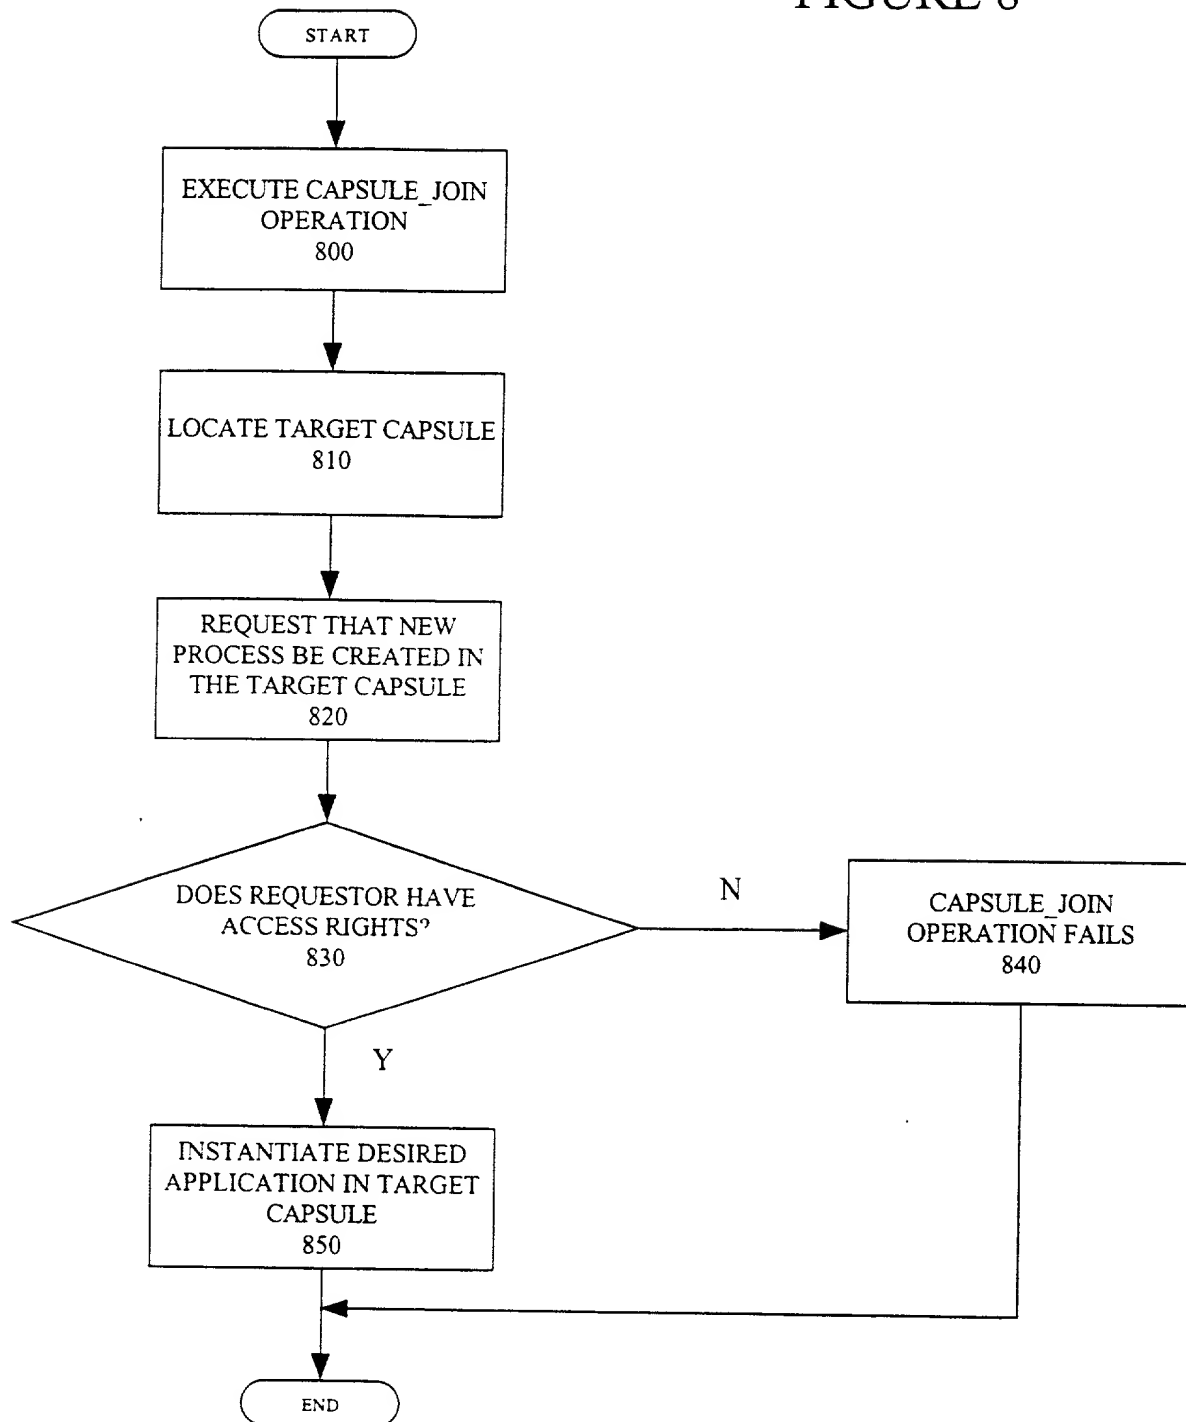 FIGURE 8
START
EXECUTE CAPSULE_JOIN
OPERATION
800
LOCATE TARGET CAPSULE
810
REQUEST THAT NEW
PROCESS BE CREATED IN
THE TARGET CAPSULE
820
DOES REQUESTOR HAVE
ACCESS RIGHTS?
830
N
CAPSULE_JOIN
OPERATION FAILS
840
Y
INSTANTIATE DESIRED
APPLICATION IN TARGET
CAPSULE
850
END